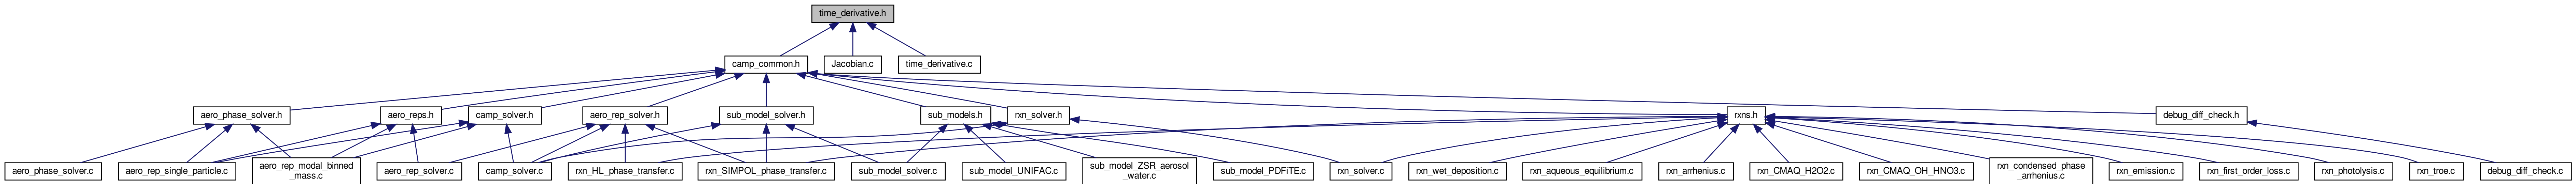 time_derivative.h
camp_common.h
Jacobian.c
time_derivative.c
aero_phase_solver.h
aero_reps.h
camp_solver.h
aero_rep_solver.h
sub_model_solver.h
sub_models.h
rxn_solver.h
rxns.h
debug_diff_check.h
aero_phase_solver.c
aero_rep_single_particle.c
aero_rep_modal_binned
_mass.c
aero_rep_solver.c
camp_solver.c
rxn_HL_phase_transfer.c
rxn_SIMPOL_phase_transfer.c
sub_model_solver.c
sub_model_UNIFAC.c
sub_model_ZSR_aerosol
_water.c
sub_model_PDFiTE.c
rxn_solver.c
rxn_wet_deposition.c
rxn_aqueous_equilibrium.c
rxn_arrhenius.c
rxn_CMAQ_H2O2.c
rxn_CMAQ_OH_HNO3.c
rxn_condensed_phase
_arrhenius.c
rxn_emission.c
rxn_first_order_loss.c
rxn_photolysis.c
rxn_troe.c
debug_diff_check.c